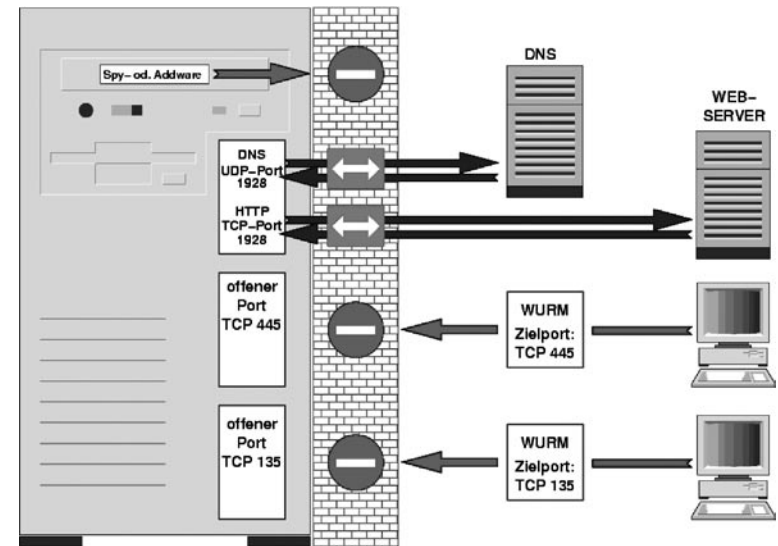 Spy-od. Addware
DNS
WEB-
SERVER
DNS
UDP-Port
1928
HTTP
TCP-Port
1928
offener
Port
TCP 445
WURM
Zielport:
TCP 445
offener
Port
TCP 135
WURM
Zielport:
TCP 135